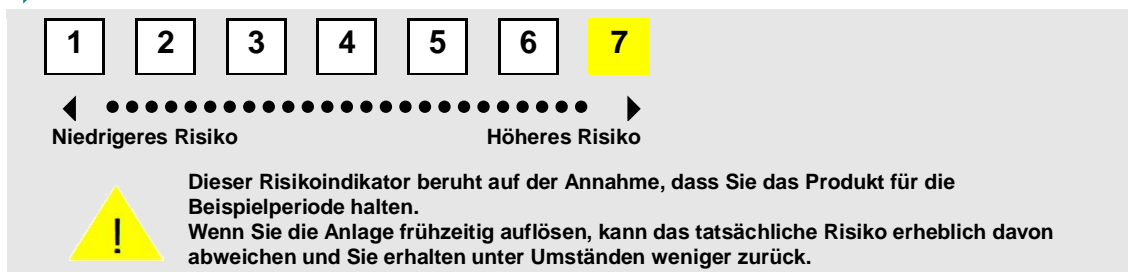 1 2 3 4 5 6 7
Niedrigeres Risiko Höheres Risiko
Dieser Risikoindikator beruht auf der Annahme, dass Sie das Produkt für die
Beispielperiode halten.
Wenn Sie die Anlage frühzeitig auflösen, kann das tatsächliche Risiko erheblich davon
abweichen und Sie erhalten unter Umständen weniger zurück.